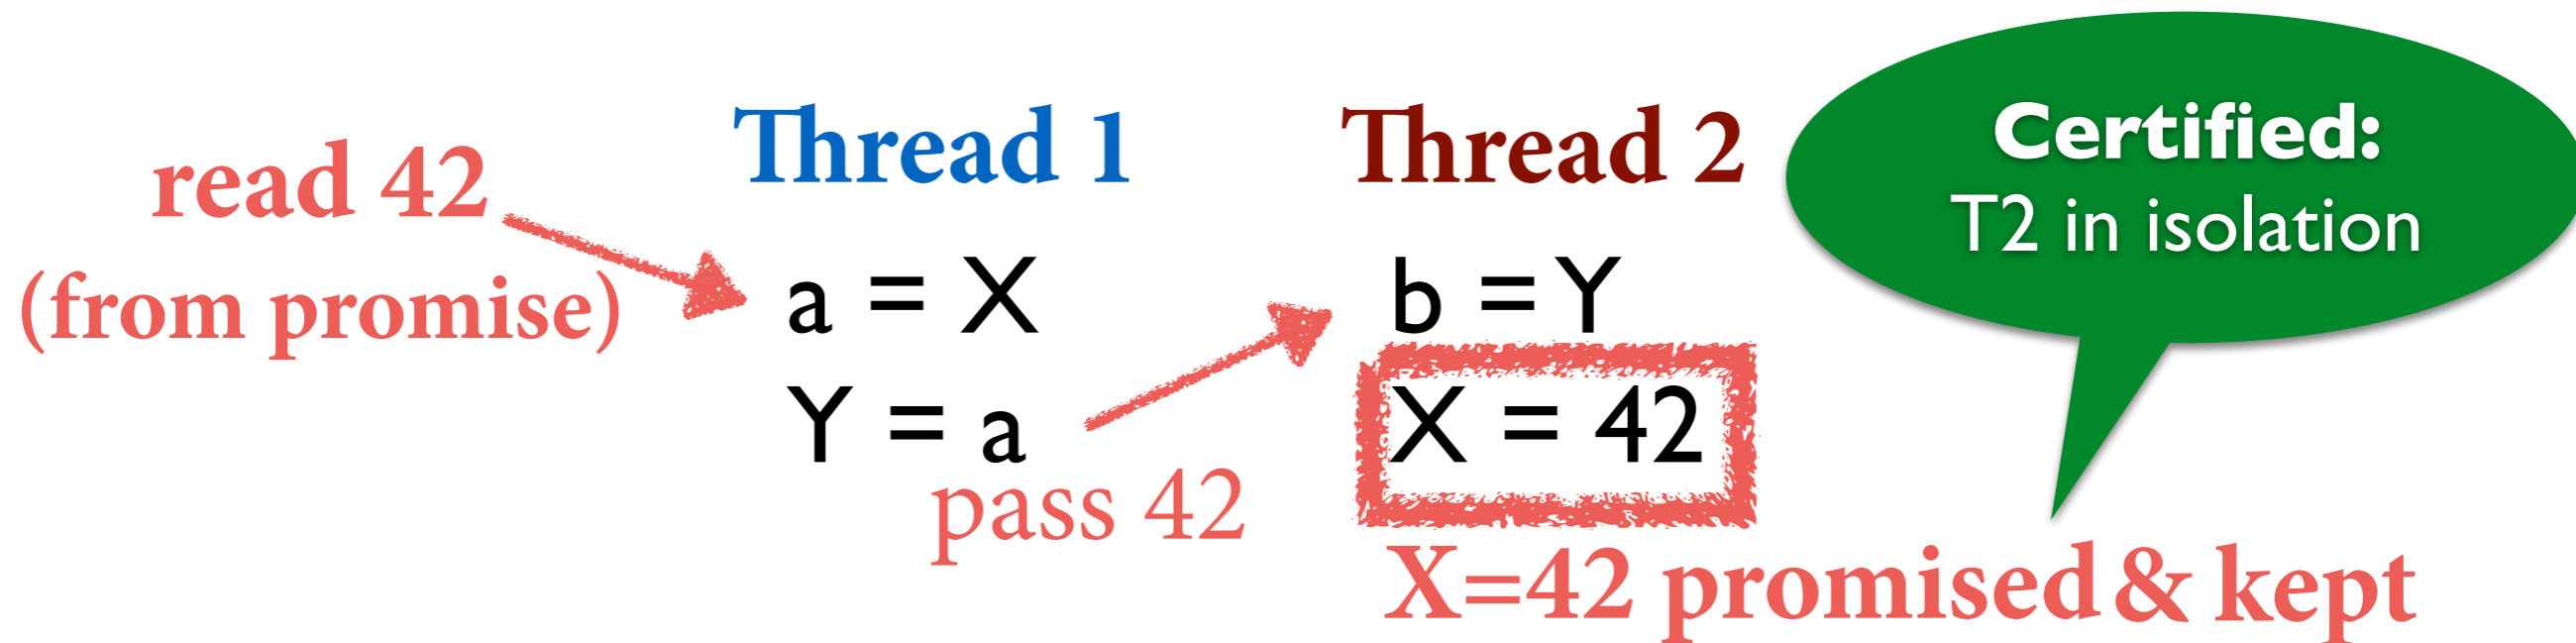 read 42
(from promise)
Thread 1
a = X
Y = a
pass 42
Thread 2
b = Y
X = 42
X=42 promised & kept
Certified:
T2 in isolation